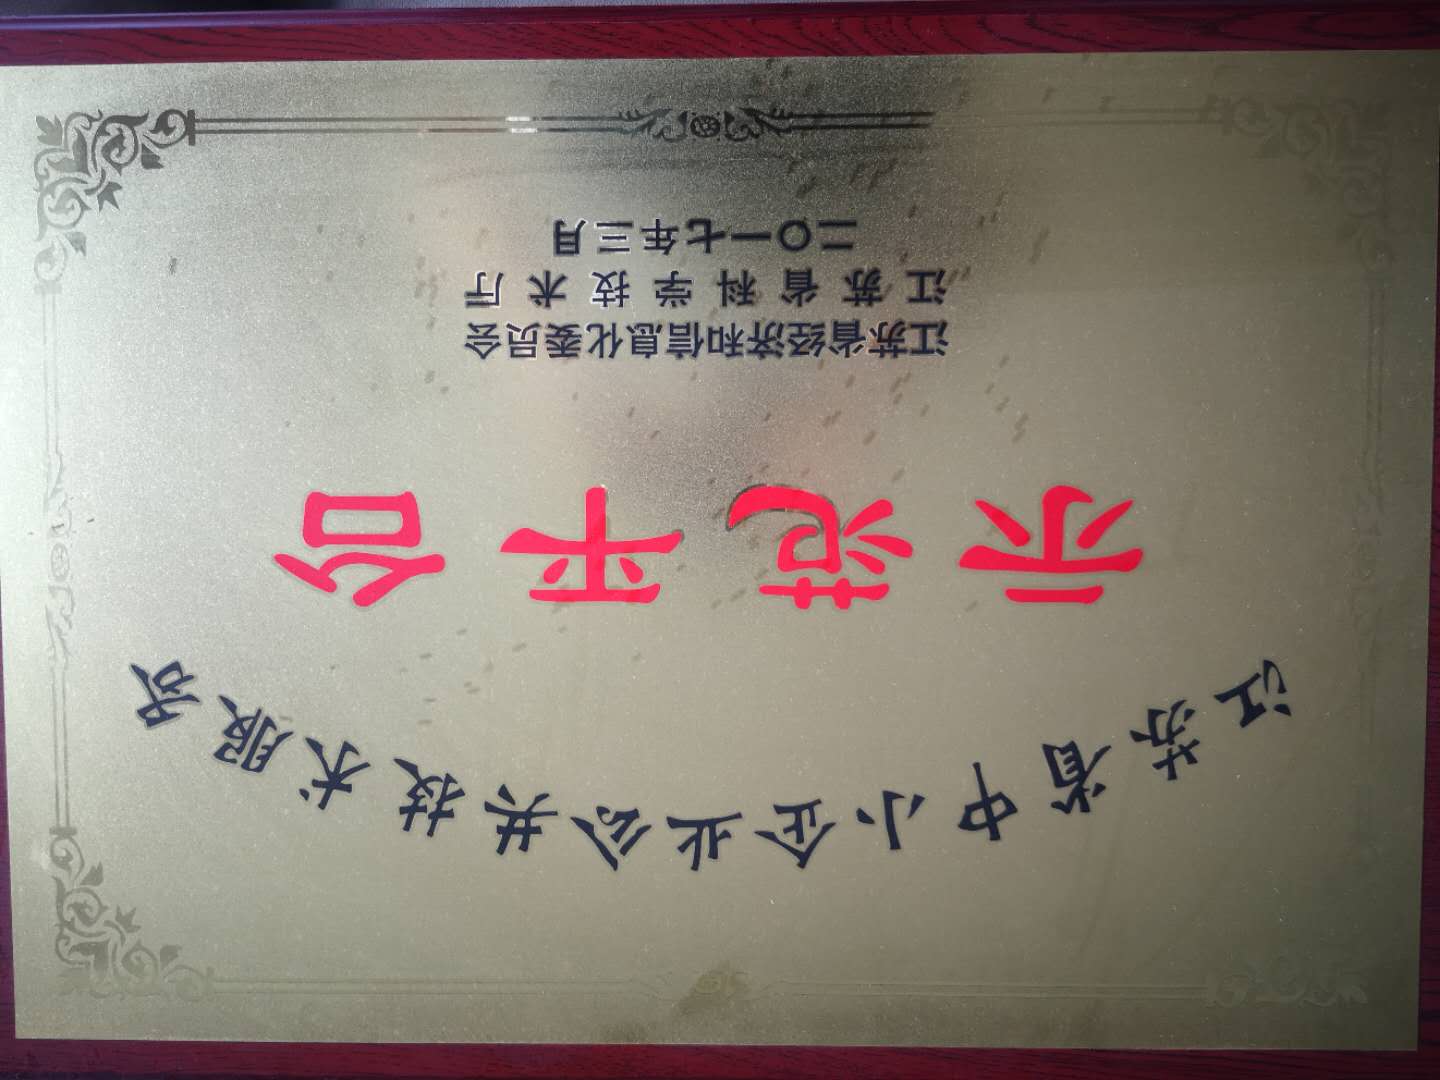 江苏省中小企业公共技术服务
示范平台
江苏省经济和信息化委员会
江苏省科学技术厅
二〇一七年三月